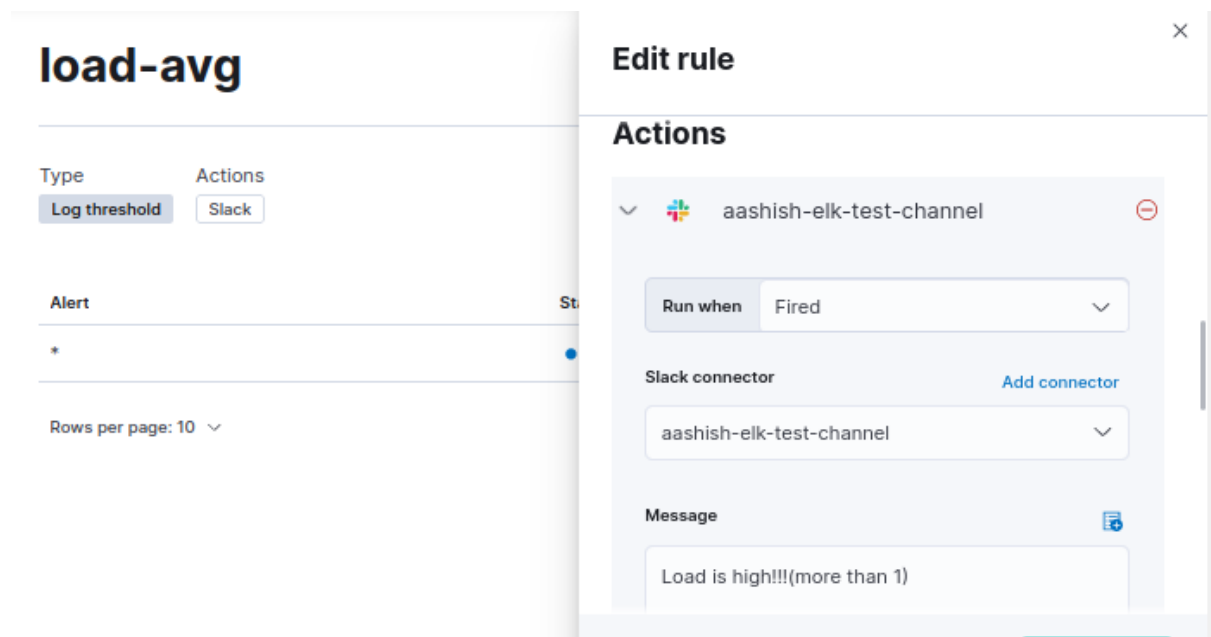 load-avg
Type
Actions
Log threshold
Slack
Alert
*
Rows per page: 10
Edit rule
Actions
aashish-elk-test-channel
Run when
Fired
Slack connector
Add connector
aashish-elk-test-channel
Message
Load is high!!!(more than 1)